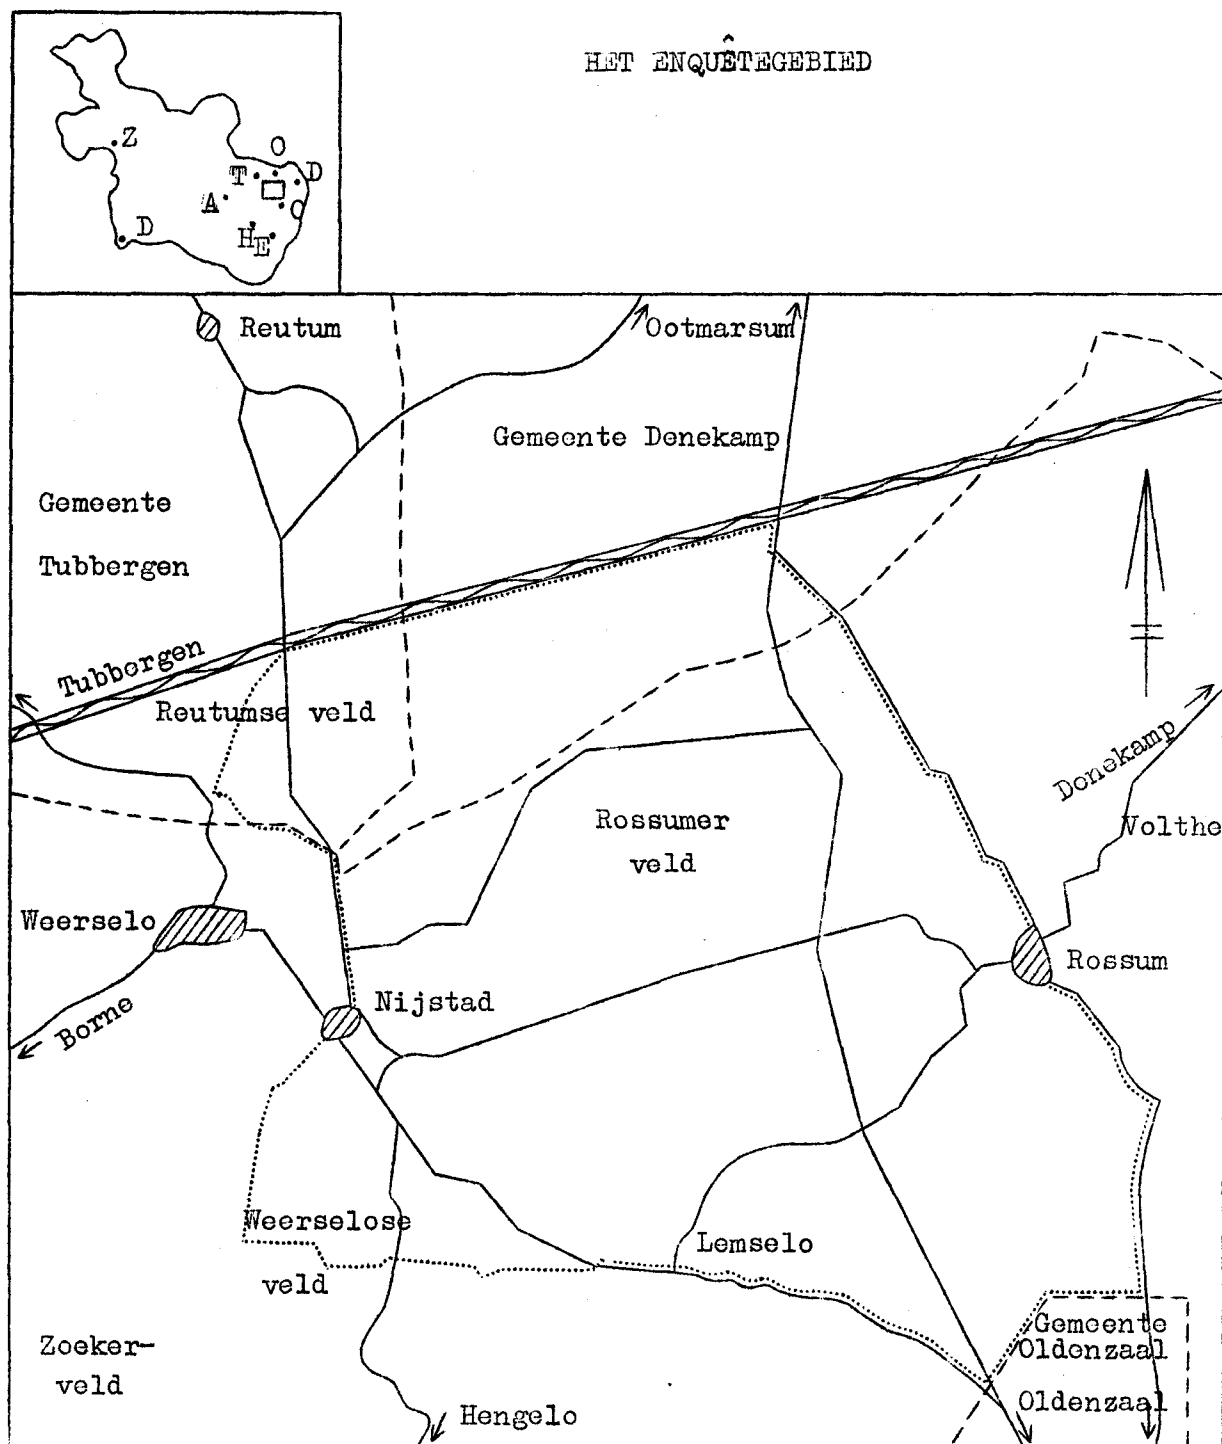 HET ENQUÊTEGEBIED
Z
O
T
D
A
O
D
H
E
Reutum
Ootmarsum
Gemeente Denekamp
Gemeente
Tubbergen
Tubbergen
Reutumse veld
Denekamp
Volthe
Rossumer
veld
Weerselo
Rossum
Nijstad
Borne
Weerselose
veld
Lemselo
Gemeente
Oldenzaal
Zoeker-
veld
Oldenzaal
Hengelo